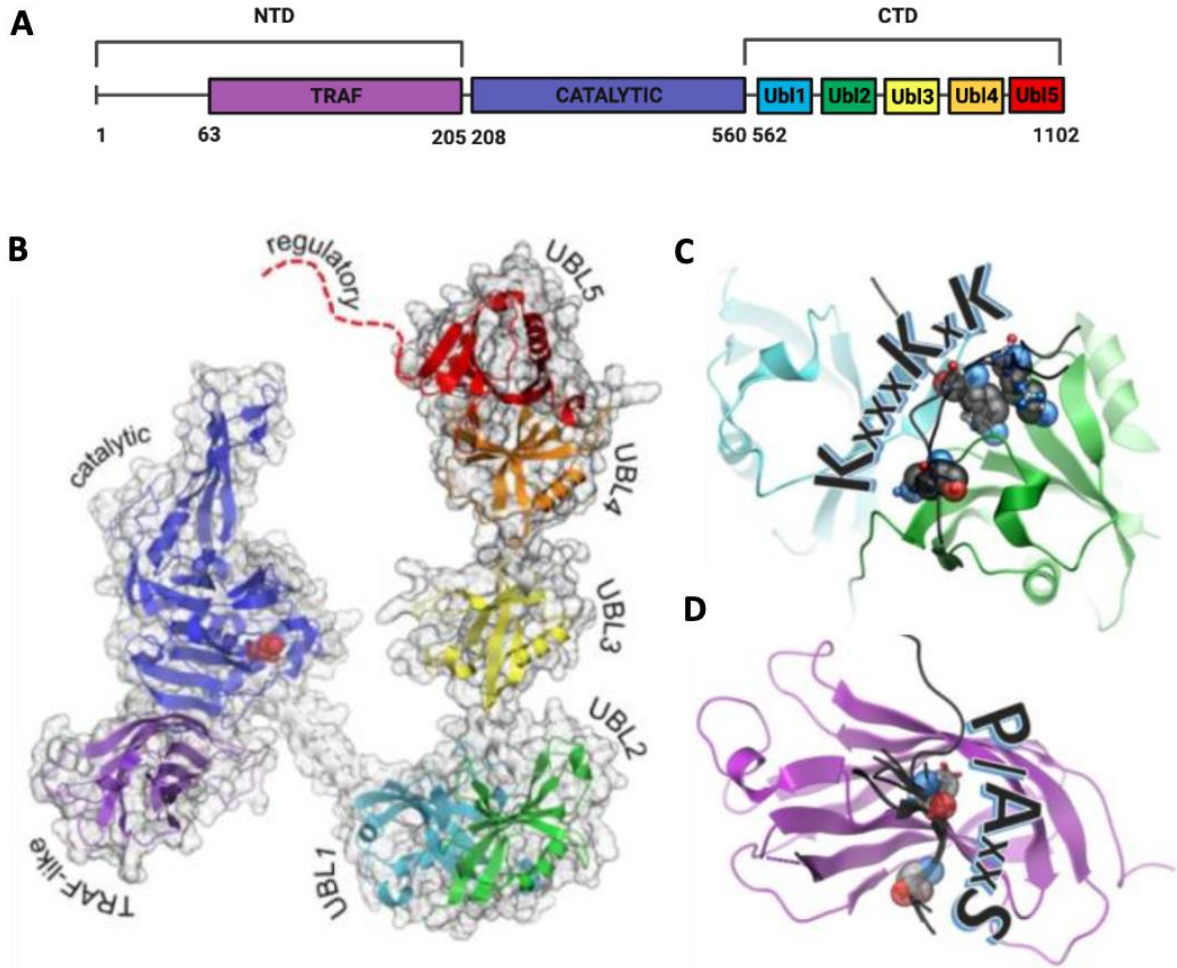 A
NTD
CTD
TRAF
CATALYTIC
Ubl1
Ubl2
Ubl3
Ubl4
Ubl5
1
63
205 208
560 562
1102
B
regulatory
UBL5
catalytic
UBL4
UBL3
UBL2
UBL1
TRAF-like
C
KxxxKxK
D
P/AxxS